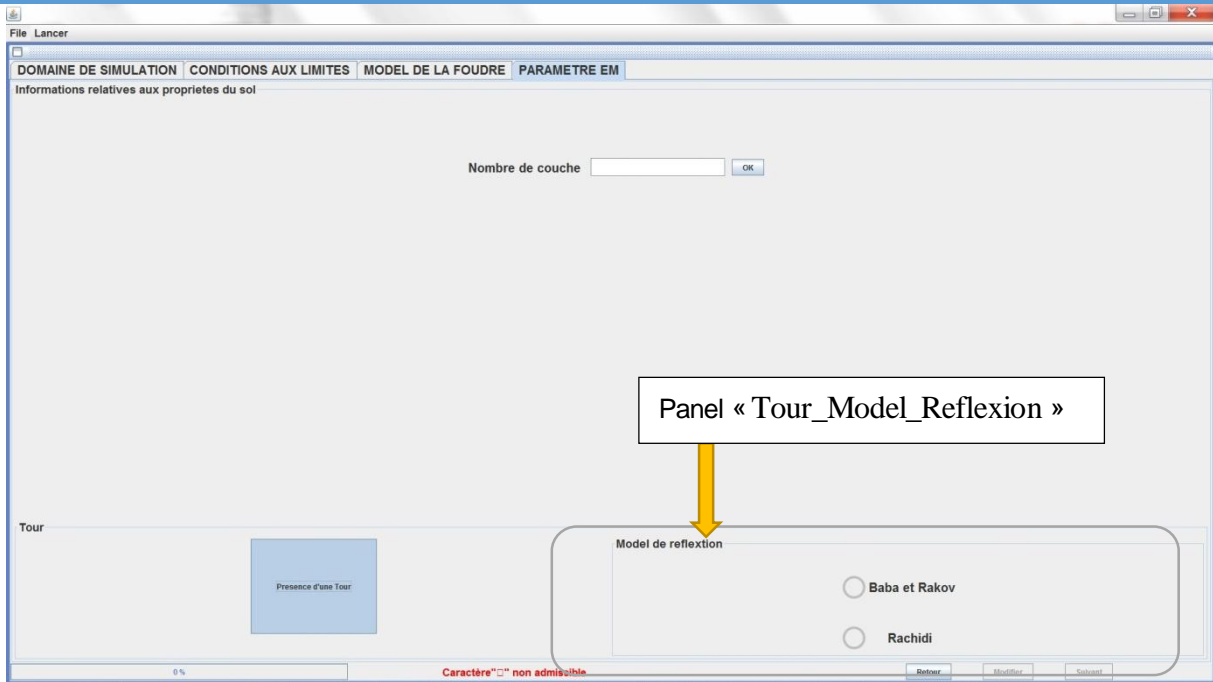 File Lancer
DOMAINE DE SIMULATION CONDITIONS AUX LIMITES MODEL DE LA FOUDRE PARAMETRE EM
Informations relatives aux proprietes du sol
Nombre de couche OK
Panel « Tour_Model_Reflexion »
Tour
Model de reflextion
Presence d'une Tour
Baba et Rakov
Rachidi
0 % Caractère"□" non admissible Retour Modifier Suivant